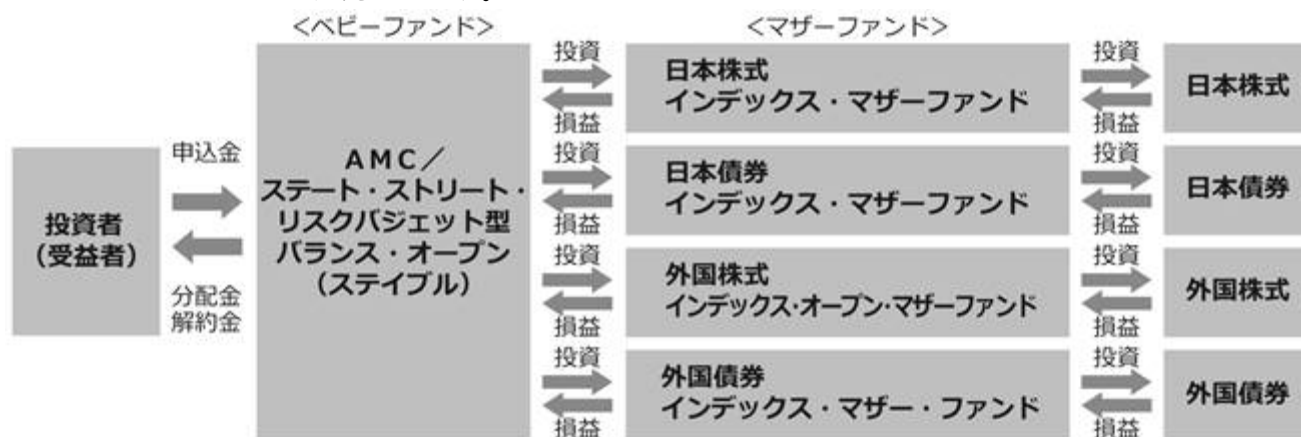 <ベビーファンド>
<マザーファンド>
投資者
(受益者)
申込金
分配金
解約金
AMC/
ステート・ストリート・
リスクバジェット型
バランス・オープン
(ステイブル)
投資
損益
日本株式
インデックス・マザーファンド
投資
損益
日本株式
投資
損益
日本債券
インデックス・マザーファンド
投資
損益
日本債券
投資
損益
外国株式
インデックス・オープン・マザーファンド
投資
損益
外国株式
投資
損益
外国債券
インデックス・マザー・ファンド
投資
損益
外国債券